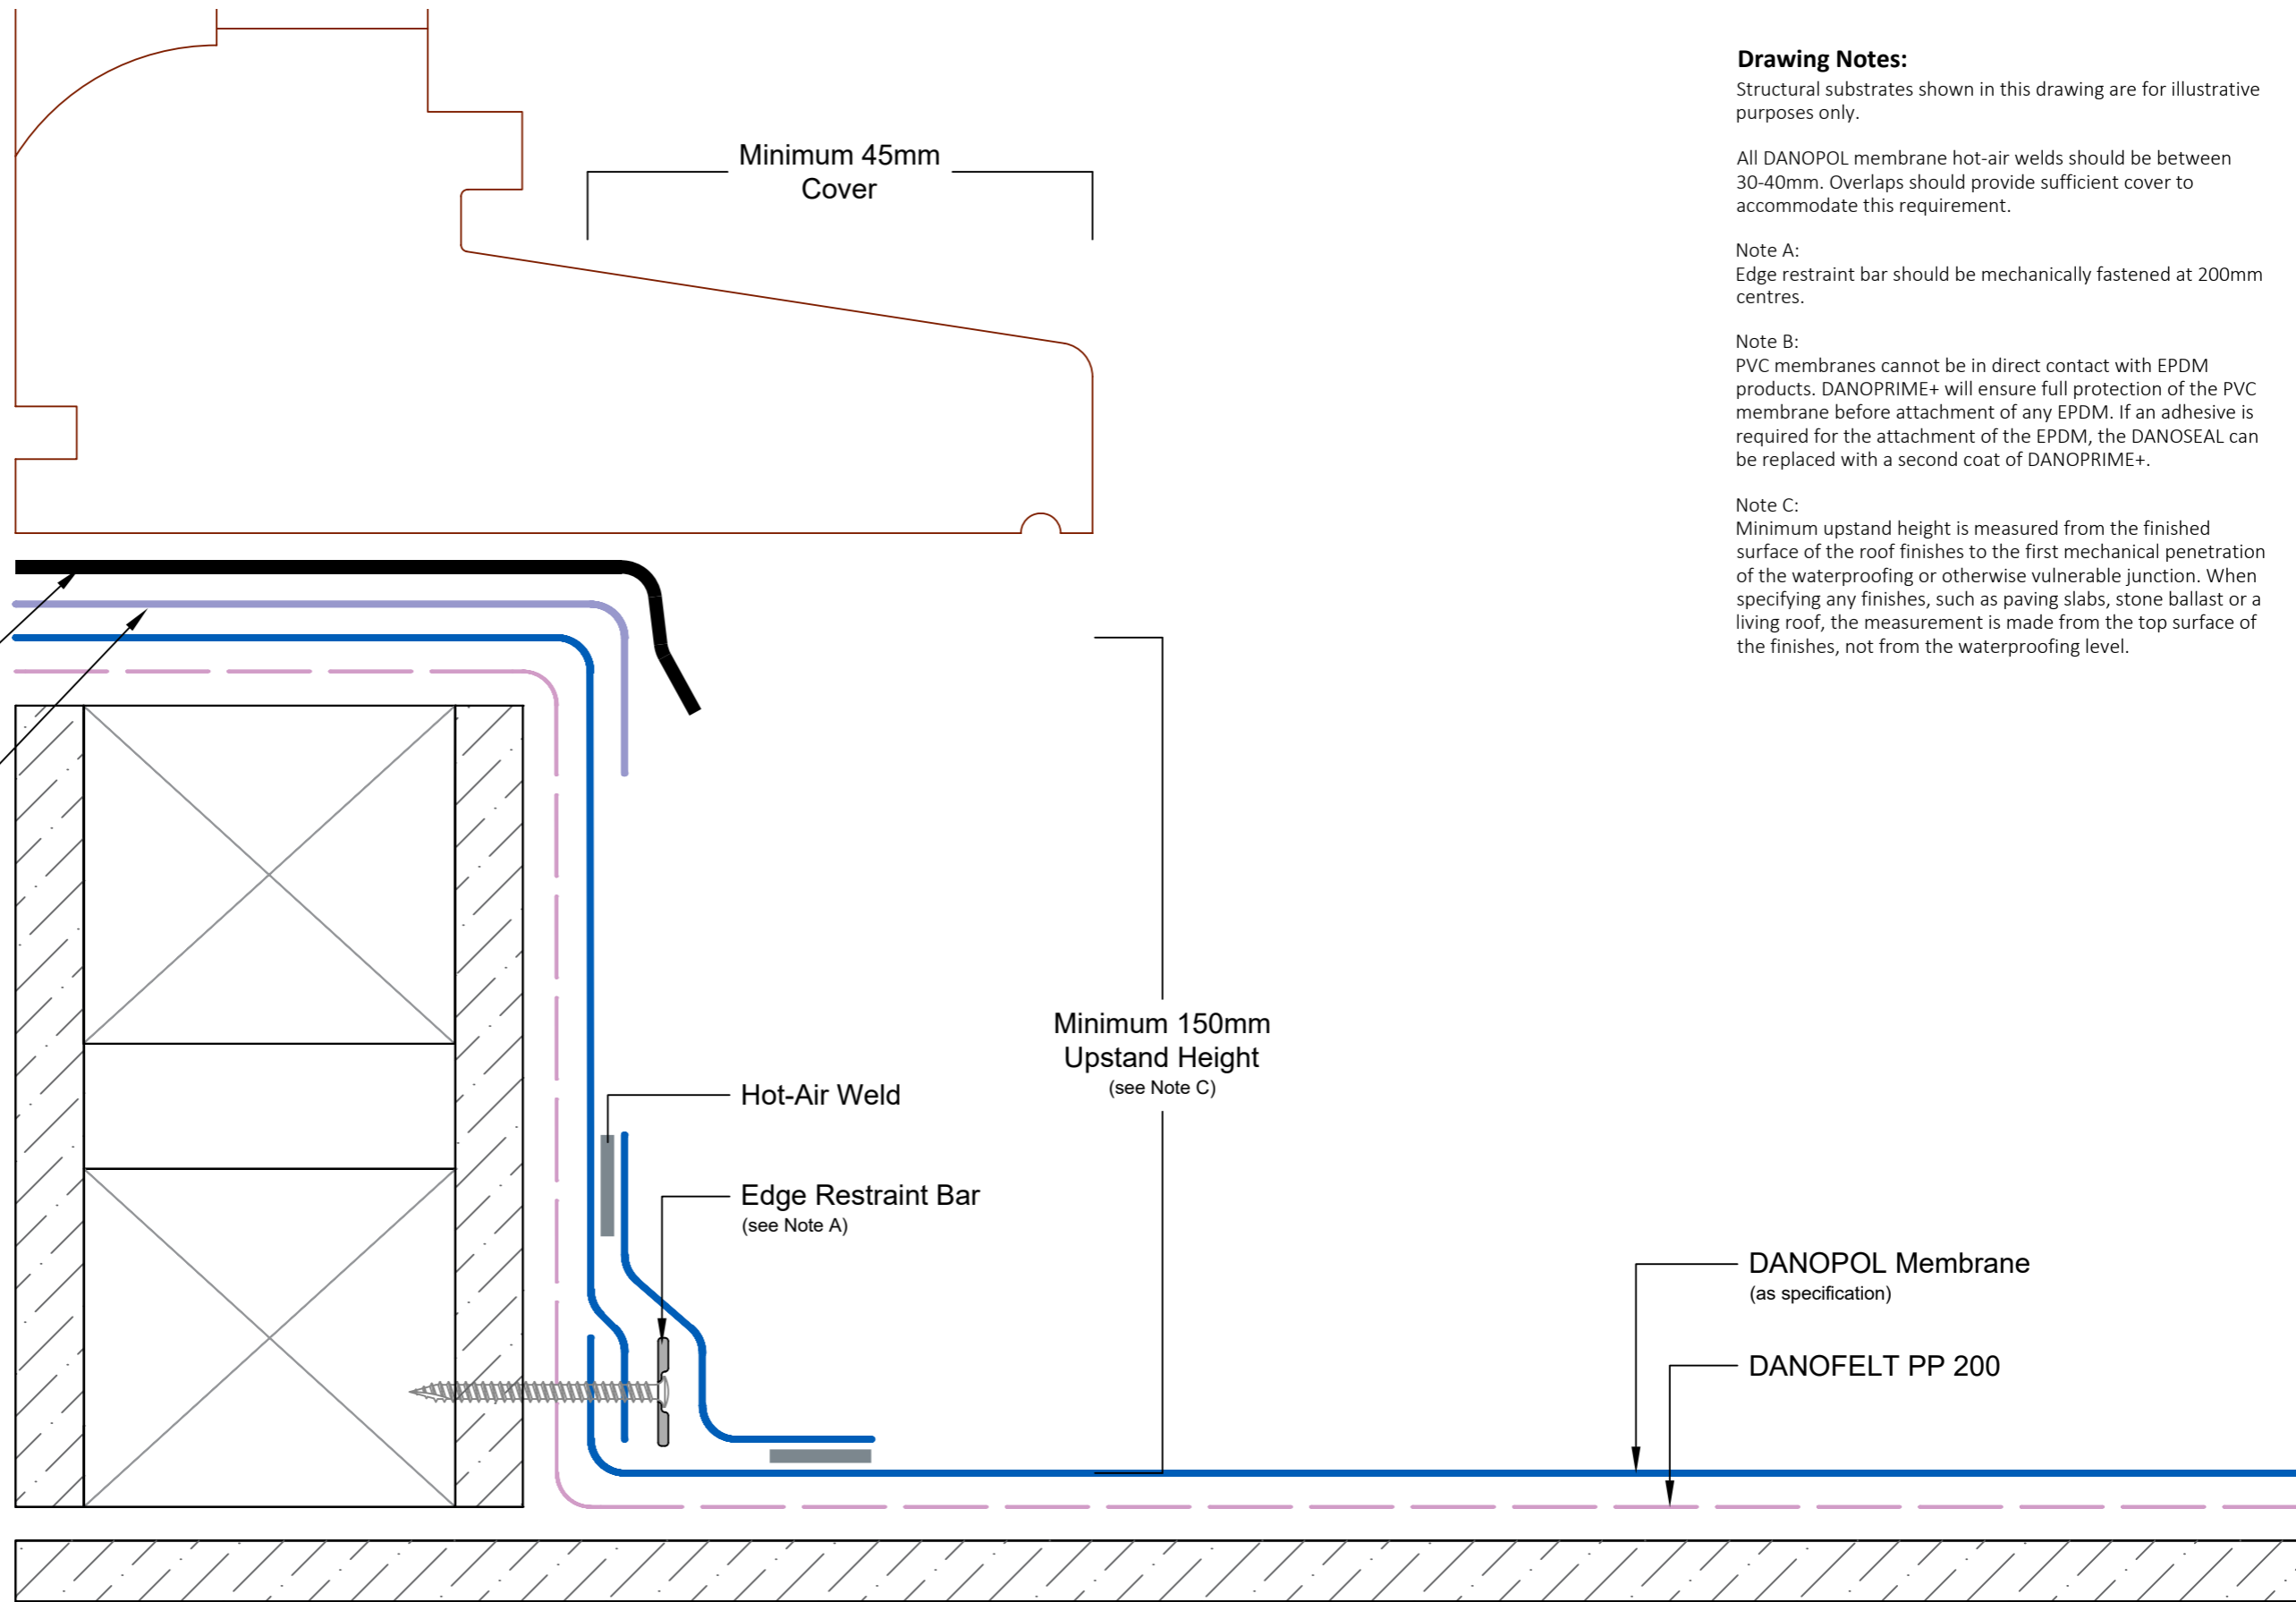 Drawing Notes:
Structural substrates shown in this drawing are for illustrative
purposes only.
All DANOPOL membrane hot-air welds should be between
30-40mm. Overlaps should provide sufficient cover to
accommodate this requirement.
Note A:
Edge restraint bar should be mechanically fastened at 200mm
centres.
Note B:
PVC membranes cannot be in direct contact with EPDM
products. DANOPRIME+ will ensure full protection of the PVC
membrane before attachment of any EPDM. If an adhesive is
required for the attachment of the EPDM, the DANOSEAL can
be replaced with a second coat of DANOPRIME+.
Note C:
Minimum upstand height is measured from the finished
surface of the roof finishes to the first mechanical penetration
of the waterproofing or otherwise vulnerable junction. When
specifying any finishes, such as paving slabs, stone ballast or a
living roof, the measurement is made from the top surface of
the finishes, not from the waterproofing level.
Minimum 45mm
Cover
Minimum 150mm
Upstand Height
(see Note C)
Hot-Air Weld
Edge Restraint Bar
(see Note A)
DANOPOL Membrane
(as specification)
DANOFELT PP 200